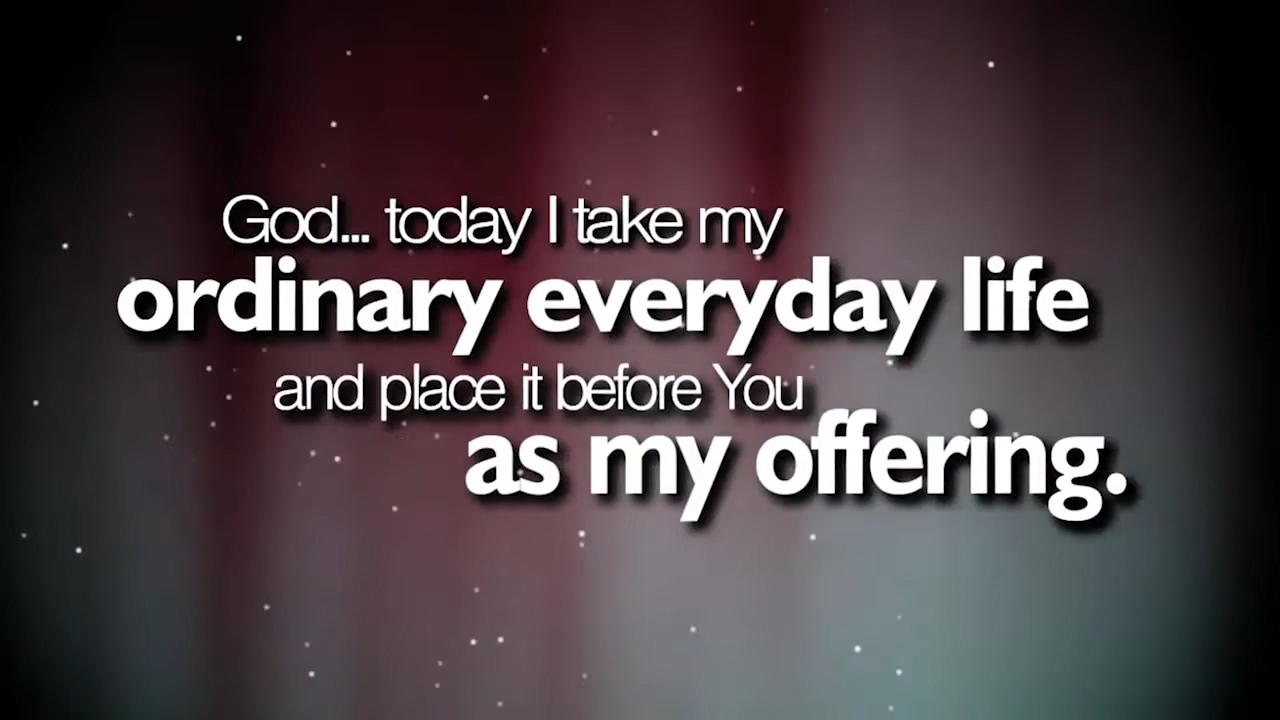 God... today I take my
ordinary everyday life
and place it before You
as my offering.